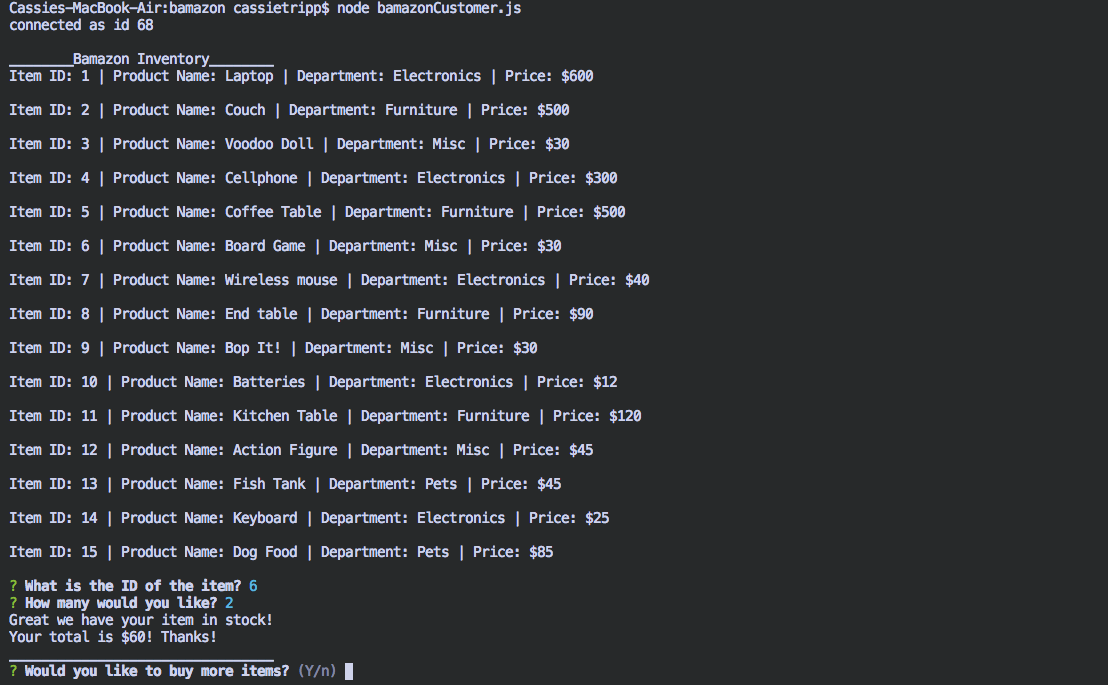 Cassies-MacBook-Air:bamazon cassietripp$ node bamazonCustomer.js
connected as id 68
________Bamazon Inventory________
Item ID: 1 | Product Name: Laptop | Department: Electronics | Price: $600
Item ID: 2 | Product Name: Couch | Department: Furniture | Price: $500
Item ID: 3 | Product Name: Voodoo Doll | Department: Misc | Price: $30
Item ID: 4 | Product Name: Cellphone | Department: Electronics | Price: $300
Item ID: 5 | Product Name: Coffee Table | Department: Furniture | Price: $500
Item ID: 6 | Product Name: Board Game | Department: Misc | Price: $30
Item ID: 7 | Product Name: Wireless mouse | Department: Electronics | Price: $40
Item ID: 8 | Product Name: End table | Department: Furniture | Price: $90
Item ID: 9 | Product Name: Bop It! | Department: Misc | Price: $30
Item ID: 10 | Product Name: Batteries | Department: Electronics | Price: $12
Item ID: 11 | Product Name: Kitchen Table | Department: Furniture | Price: $120
Item ID: 12 | Product Name: Action Figure | Department: Misc | Price: $45
Item ID: 13 | Product Name: Fish Tank | Department: Pets | Price: $45
Item ID: 14 | Product Name: Keyboard | Department: Electronics | Price: $25
Item ID: 15 | Product Name: Dog Food | Department: Pets | Price: $85
? What is the ID of the item? 6
? How many would you like? 2
Great we have your item in stock!
Your total is $60! Thanks!
_________________________________
? Would you like to buy more items? (Y/n)